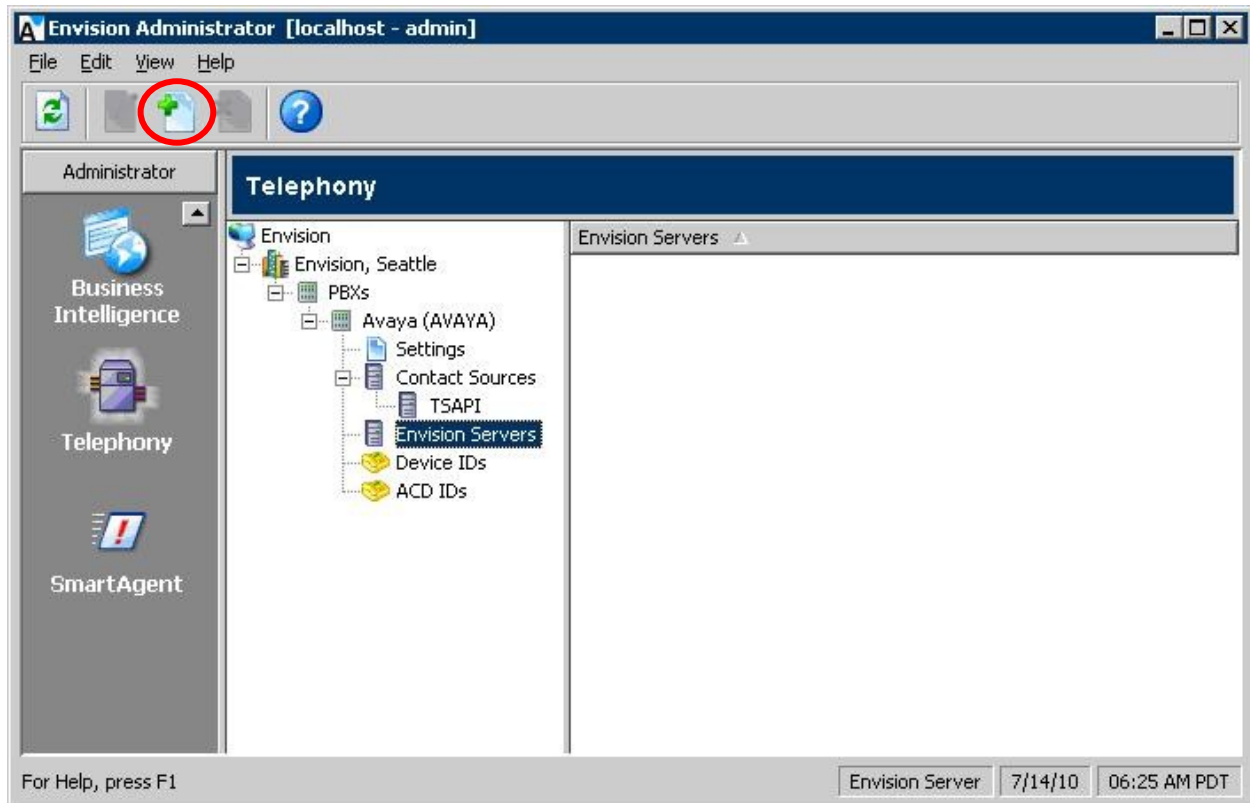 Envision Administrator [localhost - admin]
File Edit View Help
Administrator
Business
Intelligence
Telephony
SmartAgent
Telephony
Envision
Envision, Seattle
PBXs
Avaya (AVAYA)
Settings
Contact Sources
TSAPI
Envision Servers
Device IDs
ACD IDs
Envision Servers
For Help, press F1
Envision Server
7/14/10
06:25 AM PDT